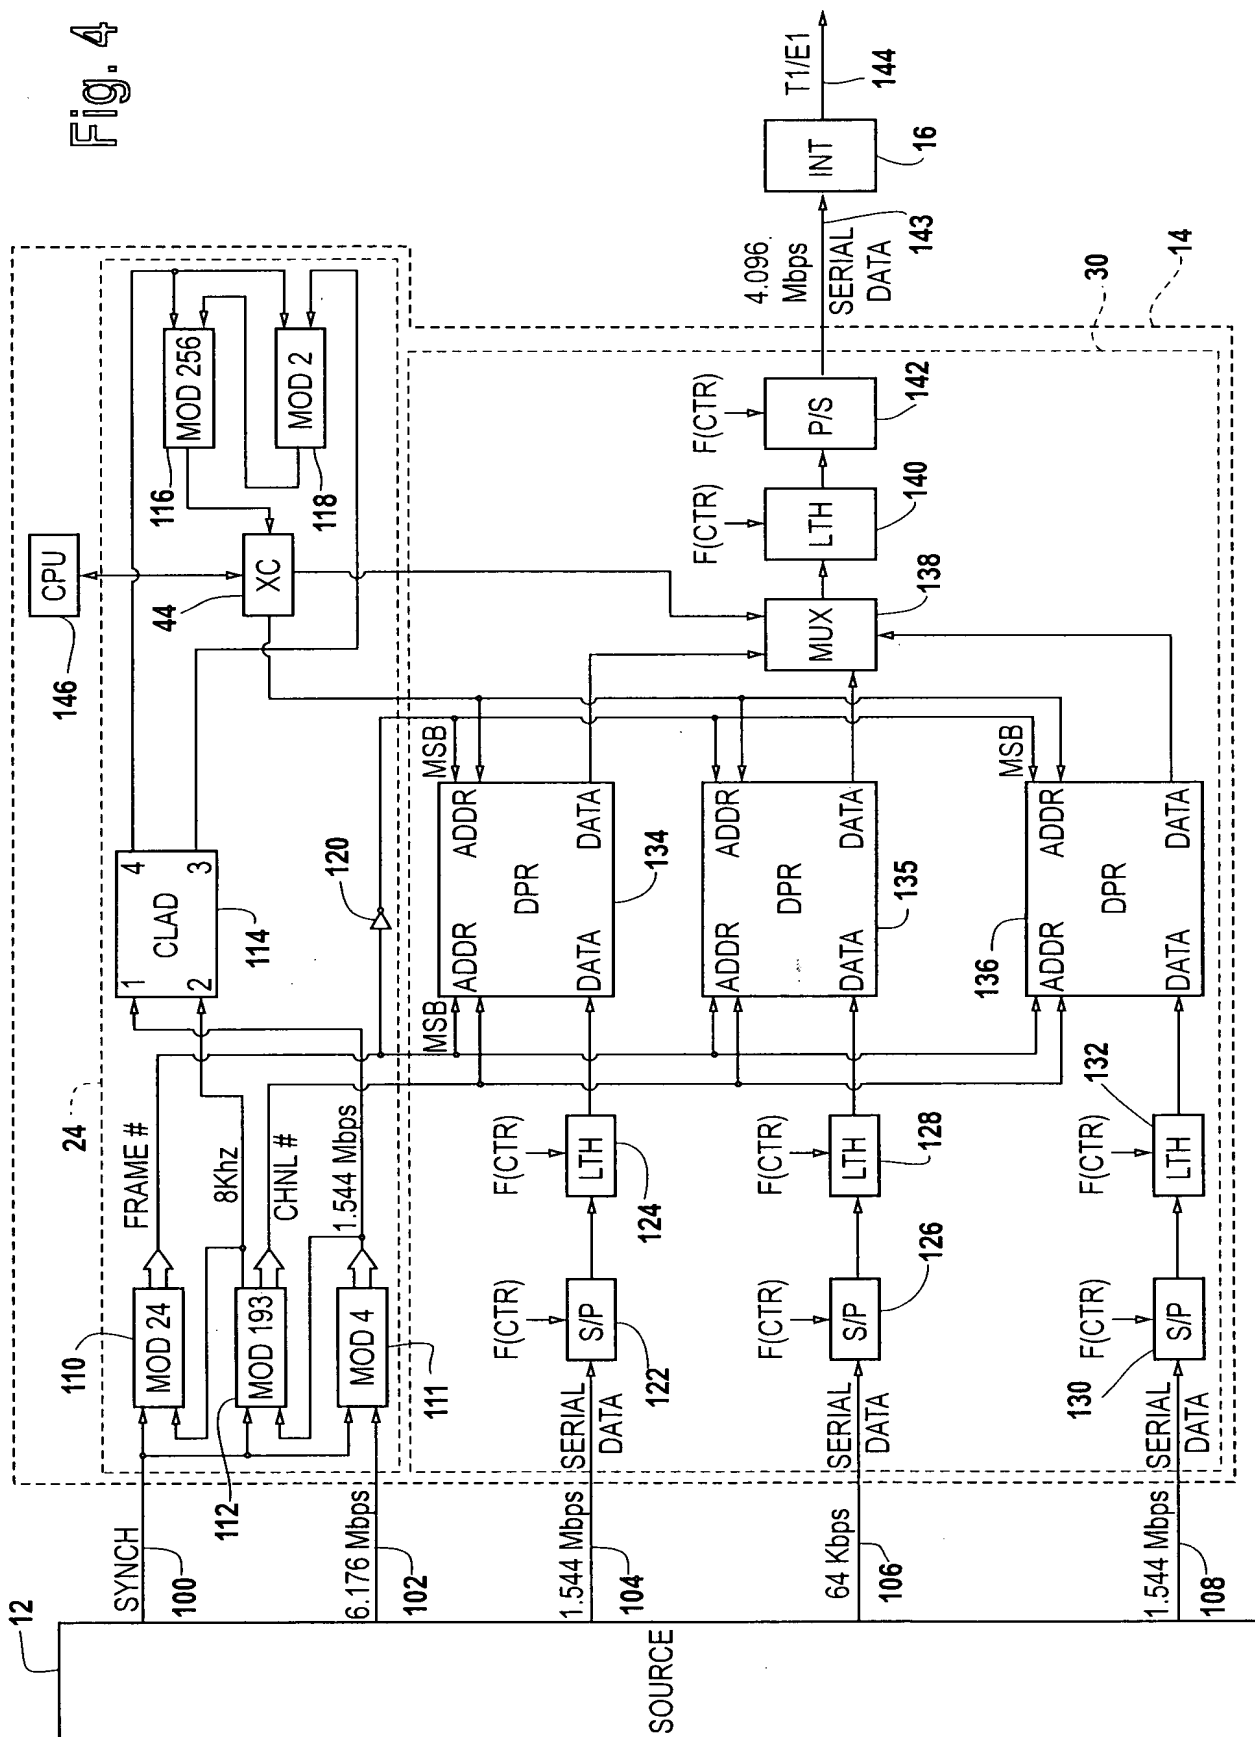 Fig. 4
12
SOURCE
SYNCH
100
6.176 Mbps
102
1.544 Mbps
104
64 Kbps
106
1.544 Mbps
108
24
110
MOD 24
FRAME #
112
MOD 193
8Khz
CHNL #
MOD 4
111
1.544 Mbps
1
2
CLAD
4
3
114
120
CPU
146
XC
44
MOD 256
116
MOD 2
118
SERIAL
DATA
F(CTR)
S/P
122
F(CTR)
LTH
124
MSB
ADDR
DATA
DPR
MSB
ADDR
DATA
134
SERIAL
DATA
F(CTR)
S/P
126
F(CTR)
LTH
128
ADDR
DATA
DPR
ADDR
DATA
135
SERIAL
DATA
F(CTR)
S/P
130
F(CTR)
LTH
132
136
ADDR
DATA
DPR
MSB
ADDR
DATA
MUX
138
F(CTR)
LTH
140
F(CTR)
P/S
142
30
14
4.096
Mbps
SERIAL
DATA
143
INT
16
T1/E1
144